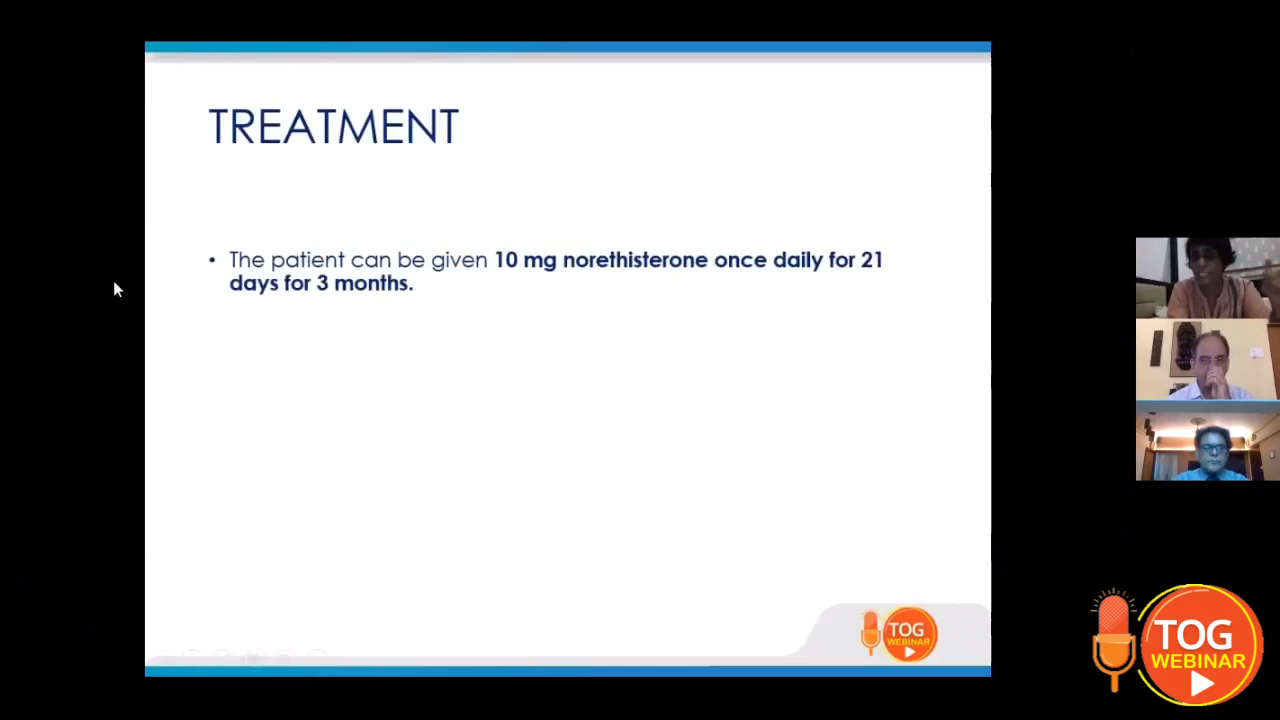 TREATMENT
• The patient can be given 10 mg norethisterone once daily for 21
days for 3 months.
TOG
WEBINAR
TOG
WEBINAR